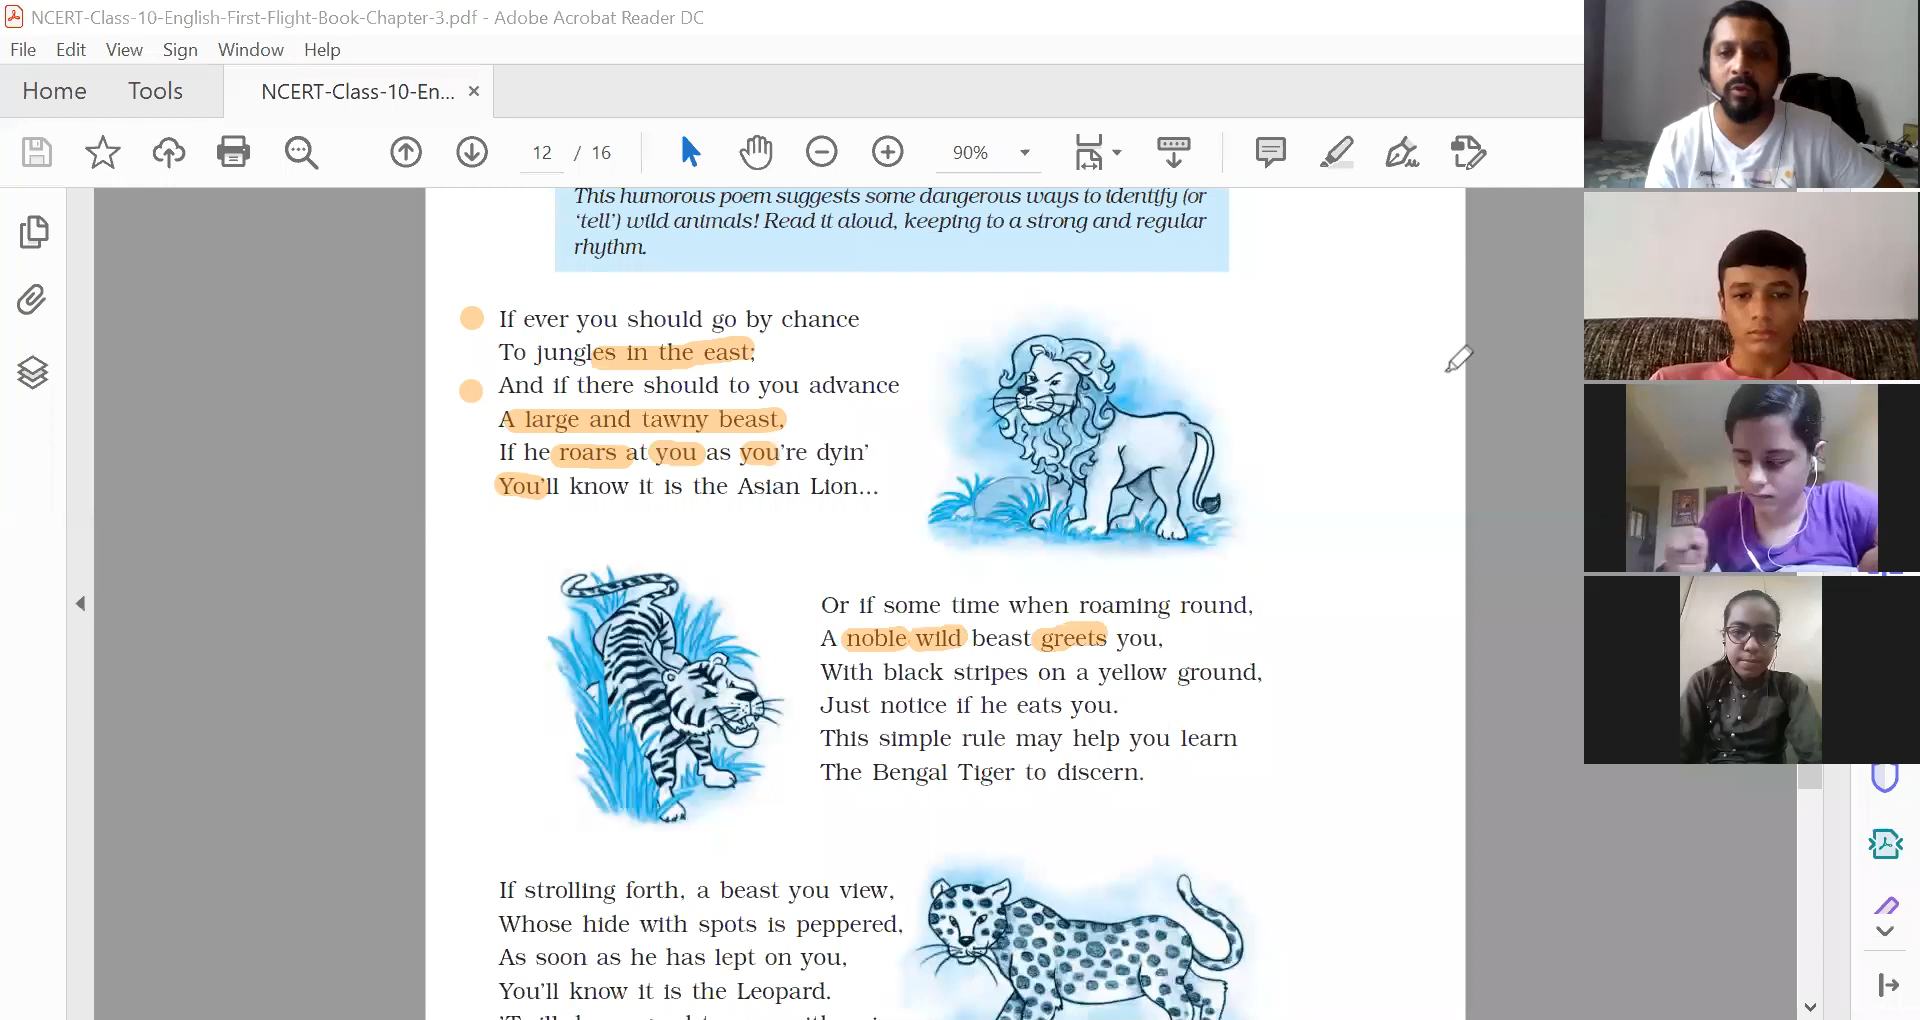 NCERT-Class-10-English-First-Flight-Book-Chapter-3.pdf - Adobe Acrobat Reader DC
File Edit View Sign Window Help
Home Tools NCERT-Class-10-En... ×
12 / 16 90%
This humorous poem suggests some dangerous ways to identify (or
‘tell’) wild animals! Read it aloud, keeping to a strong and regular
rhythm.
If ever you should go by chance
To jungles in the east;
And if there should to you advance
A large and tawny beast,
If he roars at you as you’re dyin’
You’ll know it is the Asian Lion...
Or if some time when roaming round,
A noble wild beast greets you,
With black stripes on a yellow ground,
Just notice if he eats you.
This simple rule may help you learn
The Bengal Tiger to discern.
If strolling forth, a beast you view,
Whose hide with spots is peppered,
As soon as he has lept on you,
You’ll know it is the Leopard.